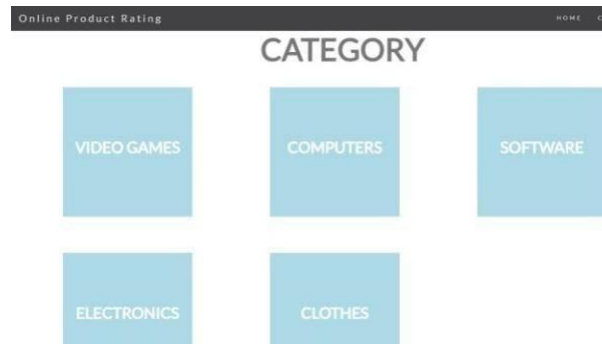 Online Product Rating HOME
CATEGORY
VIDEO GAMES COMPUTERS SOFTWARE
ELECTRONICS CLOTHES